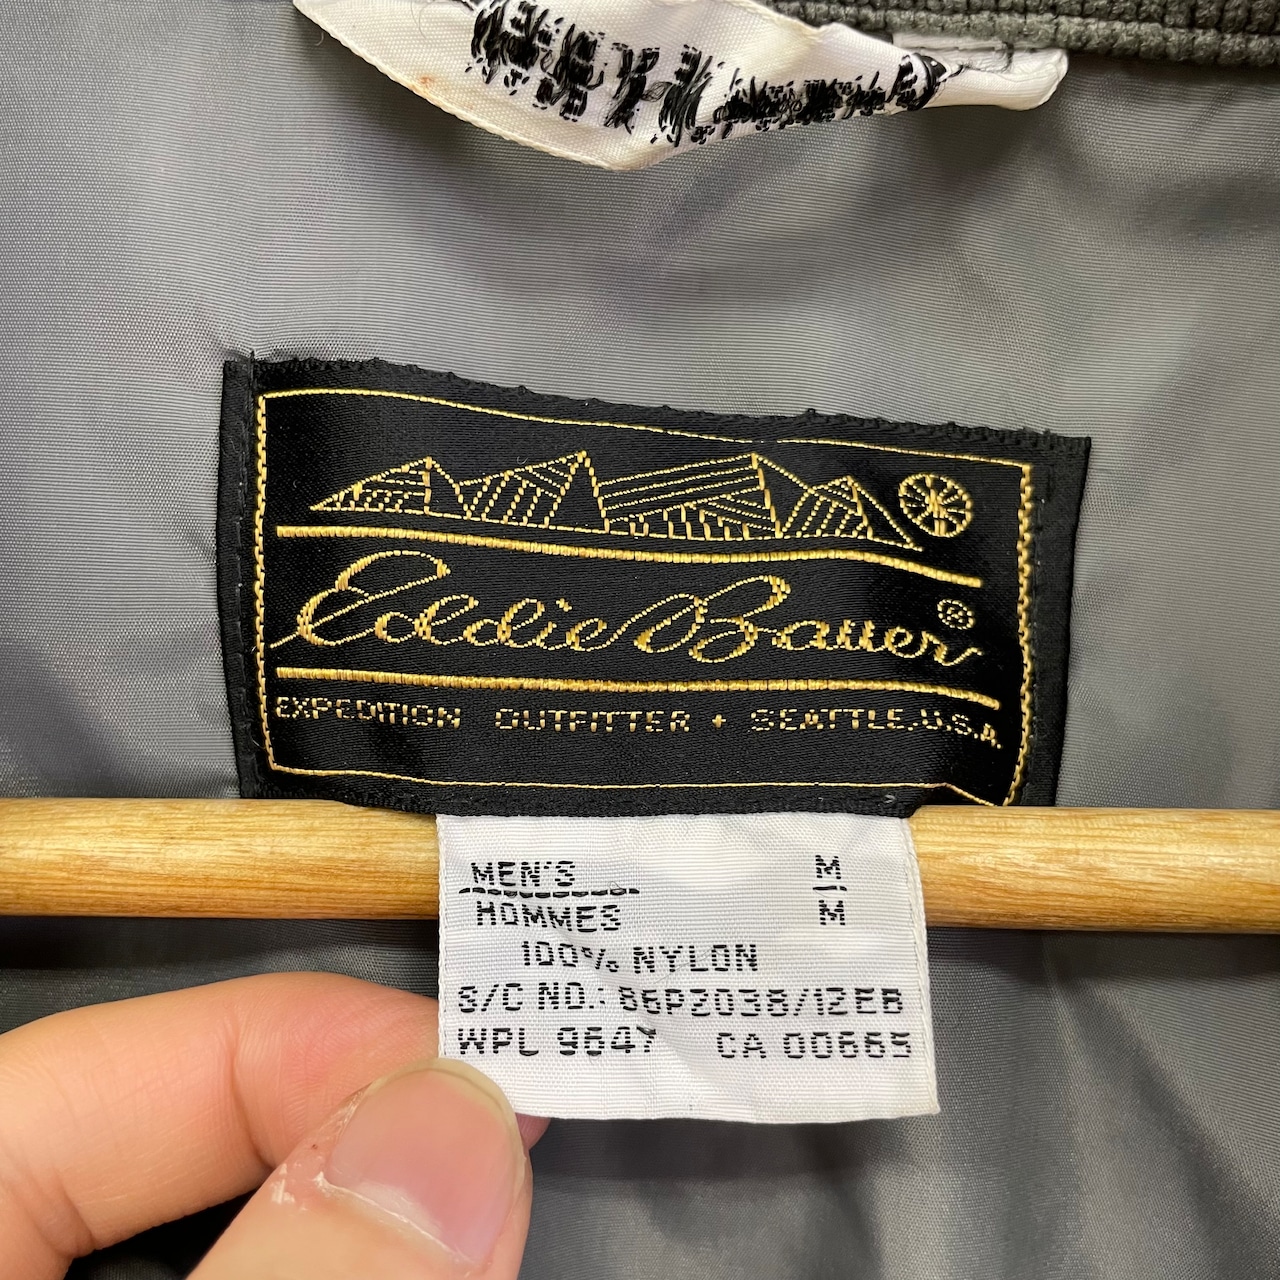 Eddie Bauer®
EXPEDITION OUTFITTER + SEATTLE, U.S.A.
MEN'S M
HOMMES M
100% NYLON
S/C NO.: 86P2038/12EB
WPL 9647 CA 00665